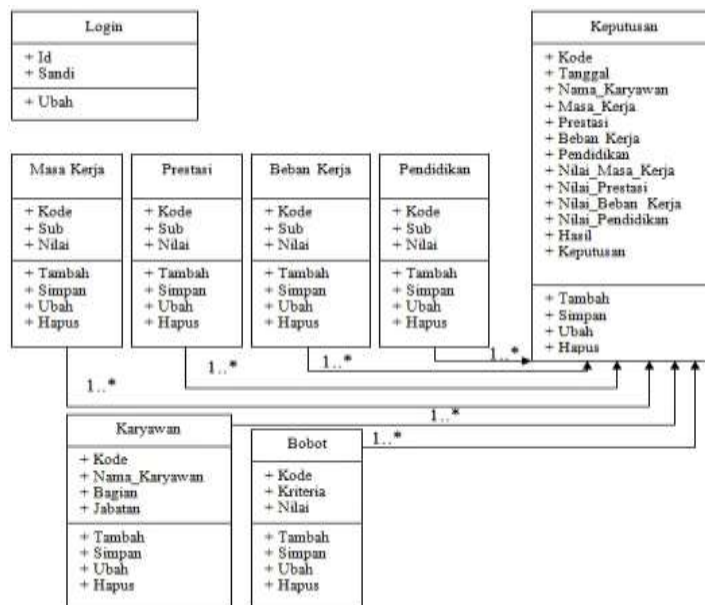 Login
+ Id
+ Sandi
+ Ubah
Keputusan
+ Kode
+ Tanggal
+ Nama_Karyawan
+ Masa_Kerja
+ Prestasi
+ Beban Kerja
+ Pendidikan
+ Nilai_Masa_Kerja
+ Nilai_Prestasi
+ Nilai_Beban Kerja
+ Nilai_Pendidikan
+ Hasil
+ Keputusan
+ Tambah
+ Simpan
+ Ubah
+ Hapus
Masa Kerja
+ Kode
+ Sub
+ Nilai
+ Tambah
+ Simpan
+ Ubah
+ Hapus
Prestasi
+ Kode
+ Sub
+ Nilai
+ Tambah
+ Simpan
+ Ubah
+ Hapus
Beban Kerja
+ Kode
+ Sub
+ Nilai
+ Tambah
+ Simpan
+ Ubah
+ Hapus
Pendidikan
+ Kode
+ Sub
+ Nilai
+ Tambah
+ Simpan
+ Ubah
+ Hapus
1..*
1..*
1..*
1..*
1..*
1..*
Karyawan
+ Kode
+ Nama_Karyawan
+ Bagian
+ Jabatan
+ Tambah
+ Simpan
+ Ubah
+ Hapus
Bobot
+ Kode
+ Kriteria
+ Nilai
+ Tambah
+ Simpan
+ Ubah
+ Hapus